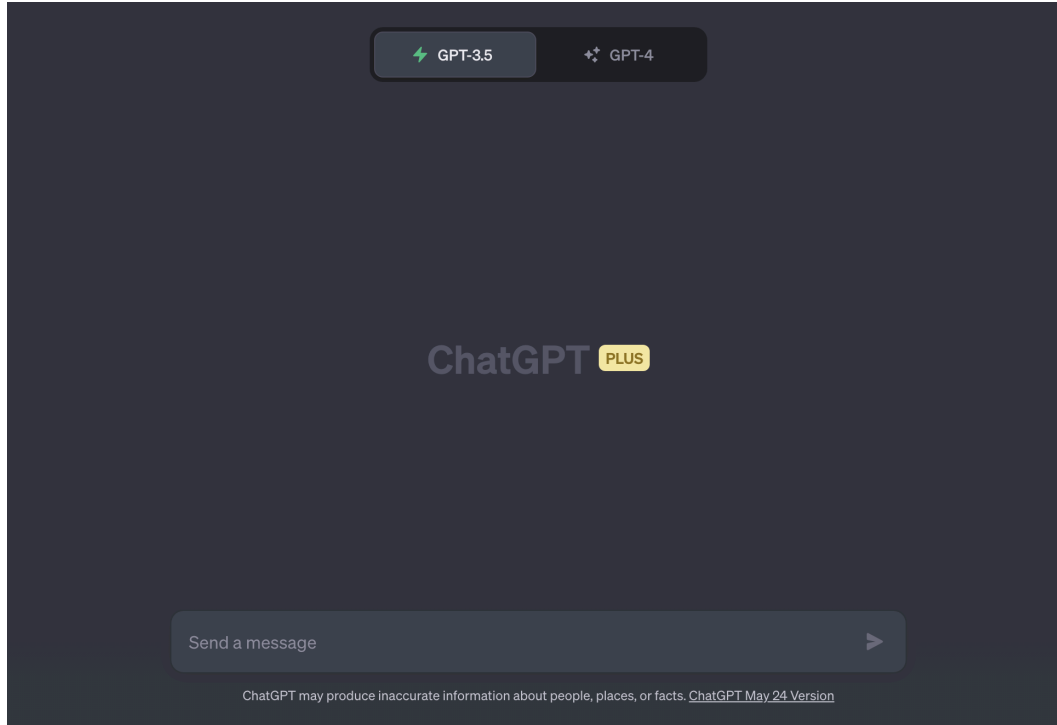 GPT-3.5 GPT-4
ChatGPT PLUS
Send a message
ChatGPT may produce inaccurate information about people, places, or facts. ChatGPT May 24 Version